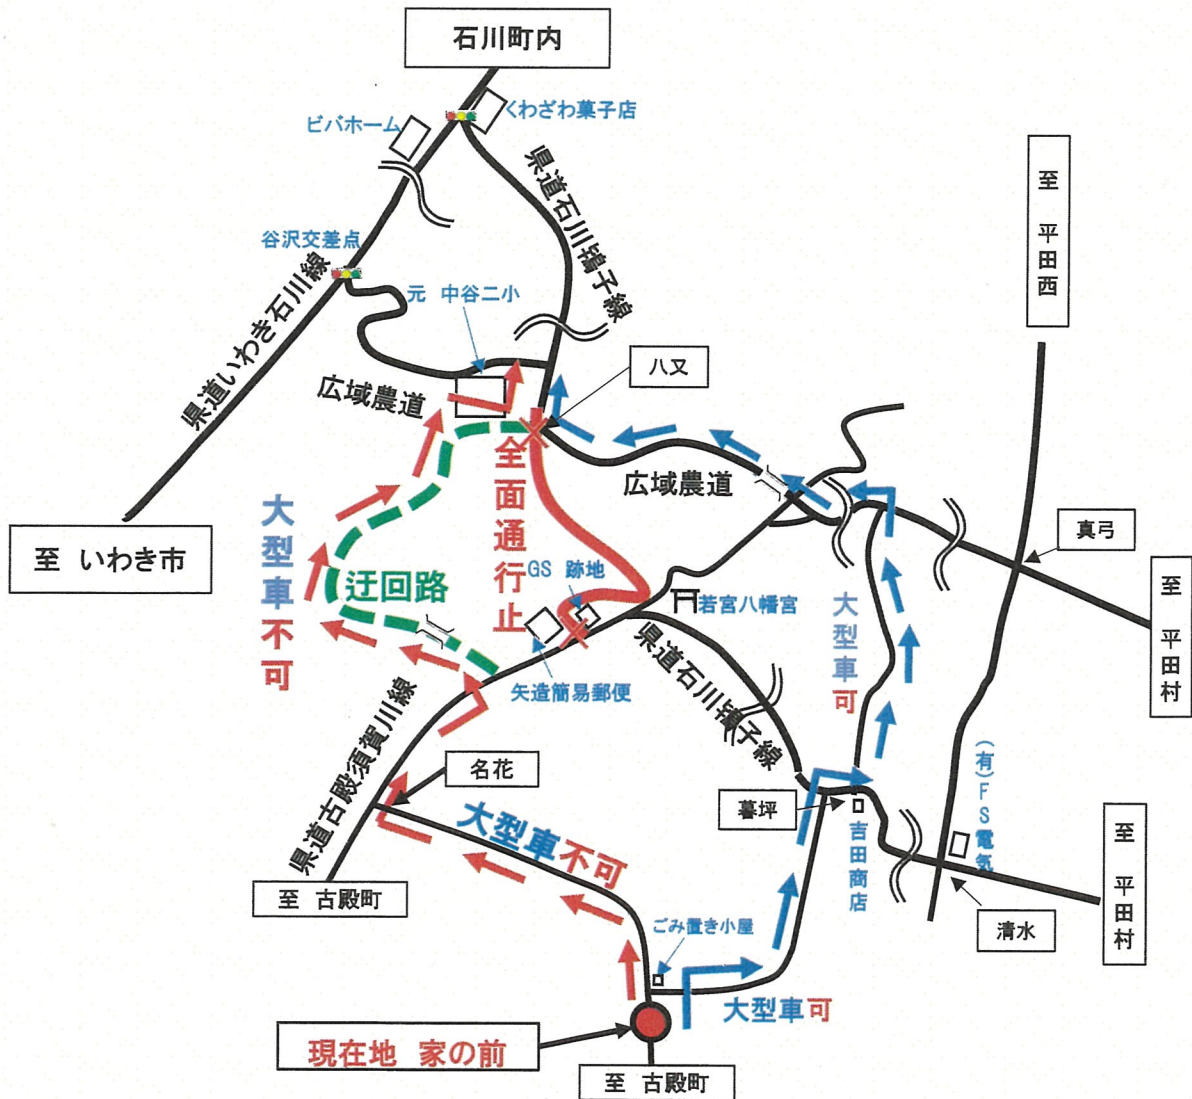 石川町内
ビバホーム
くわざわ菓子店
県道石川鴇子線
至 平田西
谷沢交差点
県道いわき石川線
元 中谷二小
八又
広域農道
全面通行止
広域農道
大型車不可
至 いわき市
迂回路
GS 跡地
若宮八幡宮
真弓
至 平田村
大型車可
矢造簡易郵便
県道石川鴇子線
県道古殿須賀川線
名花
暮坪
吉田商店
(有)FS電気
至 平田村
大型車不可
至 古殿町
清水
ごみ置き小屋
大型車可
現在地 家の前
至 古殿町